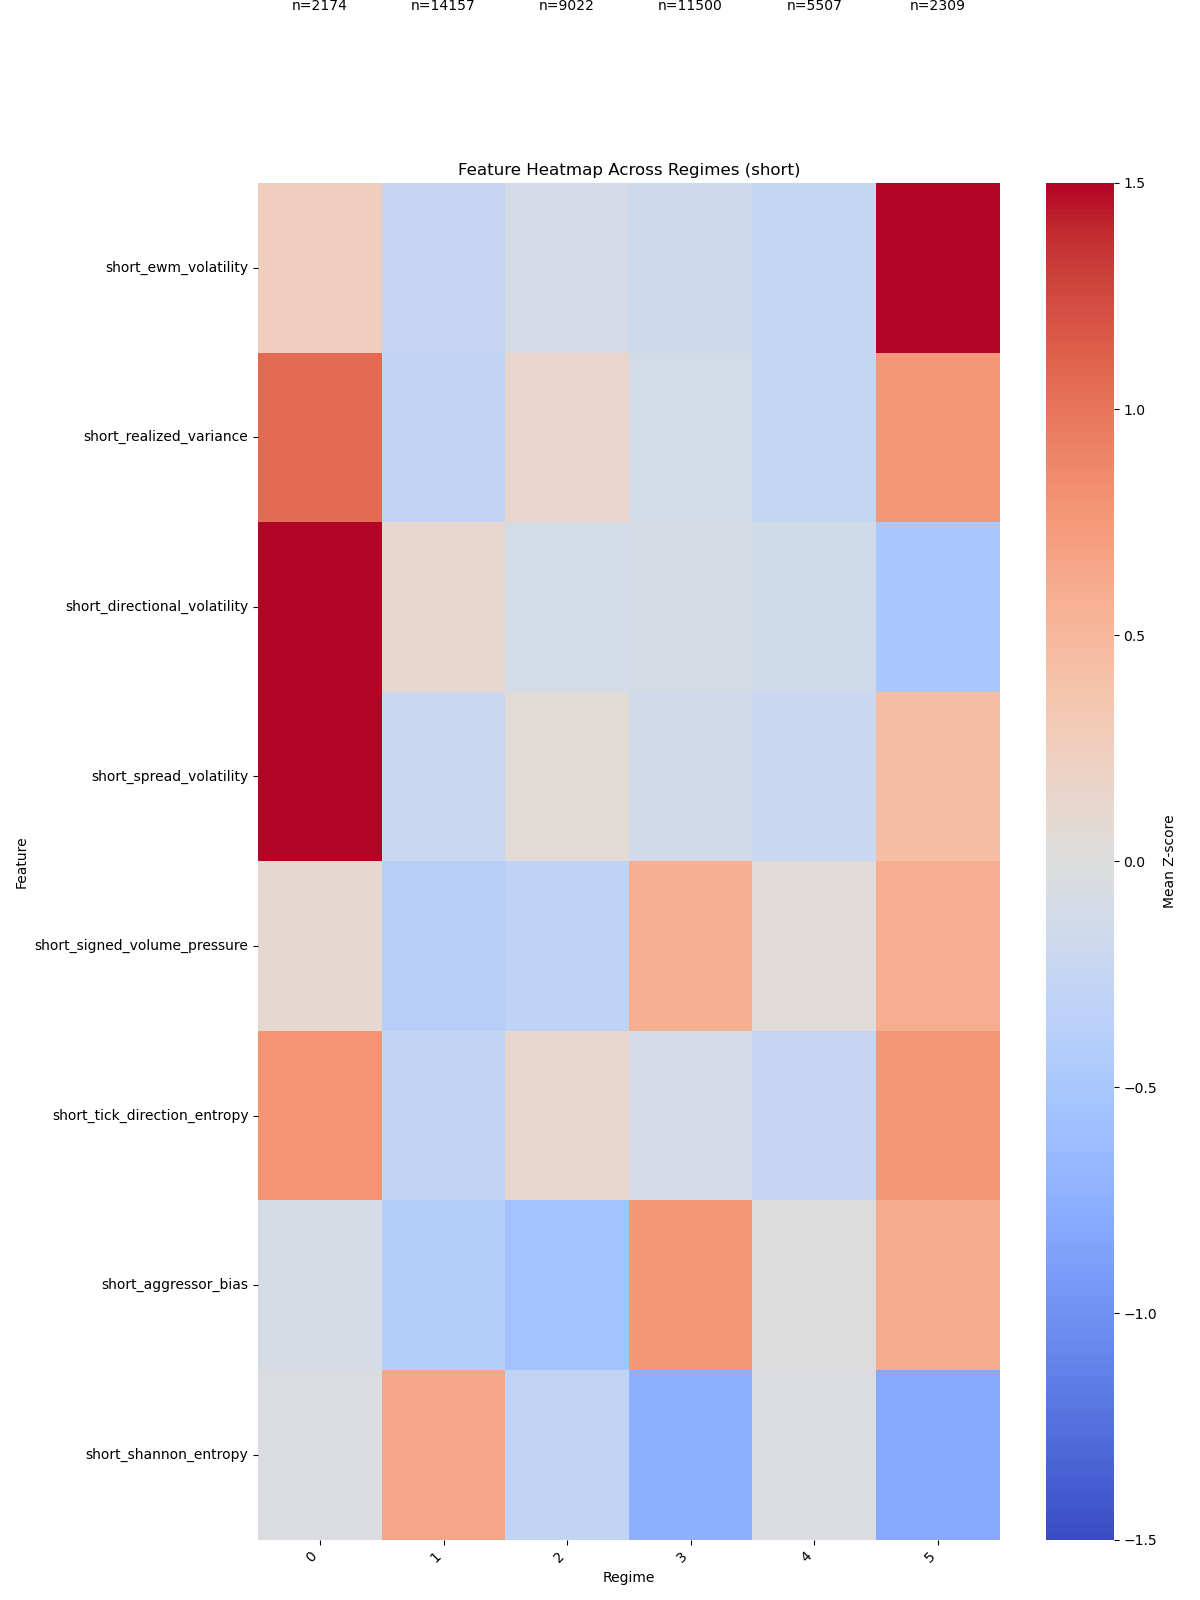 n=2174 n=14157 n=9022 n=11500 n=5507 n=2309
Feature Heatmap Across Regimes (short)
Feature
short_ewm_volatility
short_realized_variance
short_directional_volatility
short_spread_volatility
short_signed_volume_pressure
short_tick_direction_entropy
short_aggressor_bias
short_shannon_entropy
0 1 2 3 4 5
Regime
1.5
1.0
0.5
0.0
−0.5
−1.0
−1.5
Mean Z-score